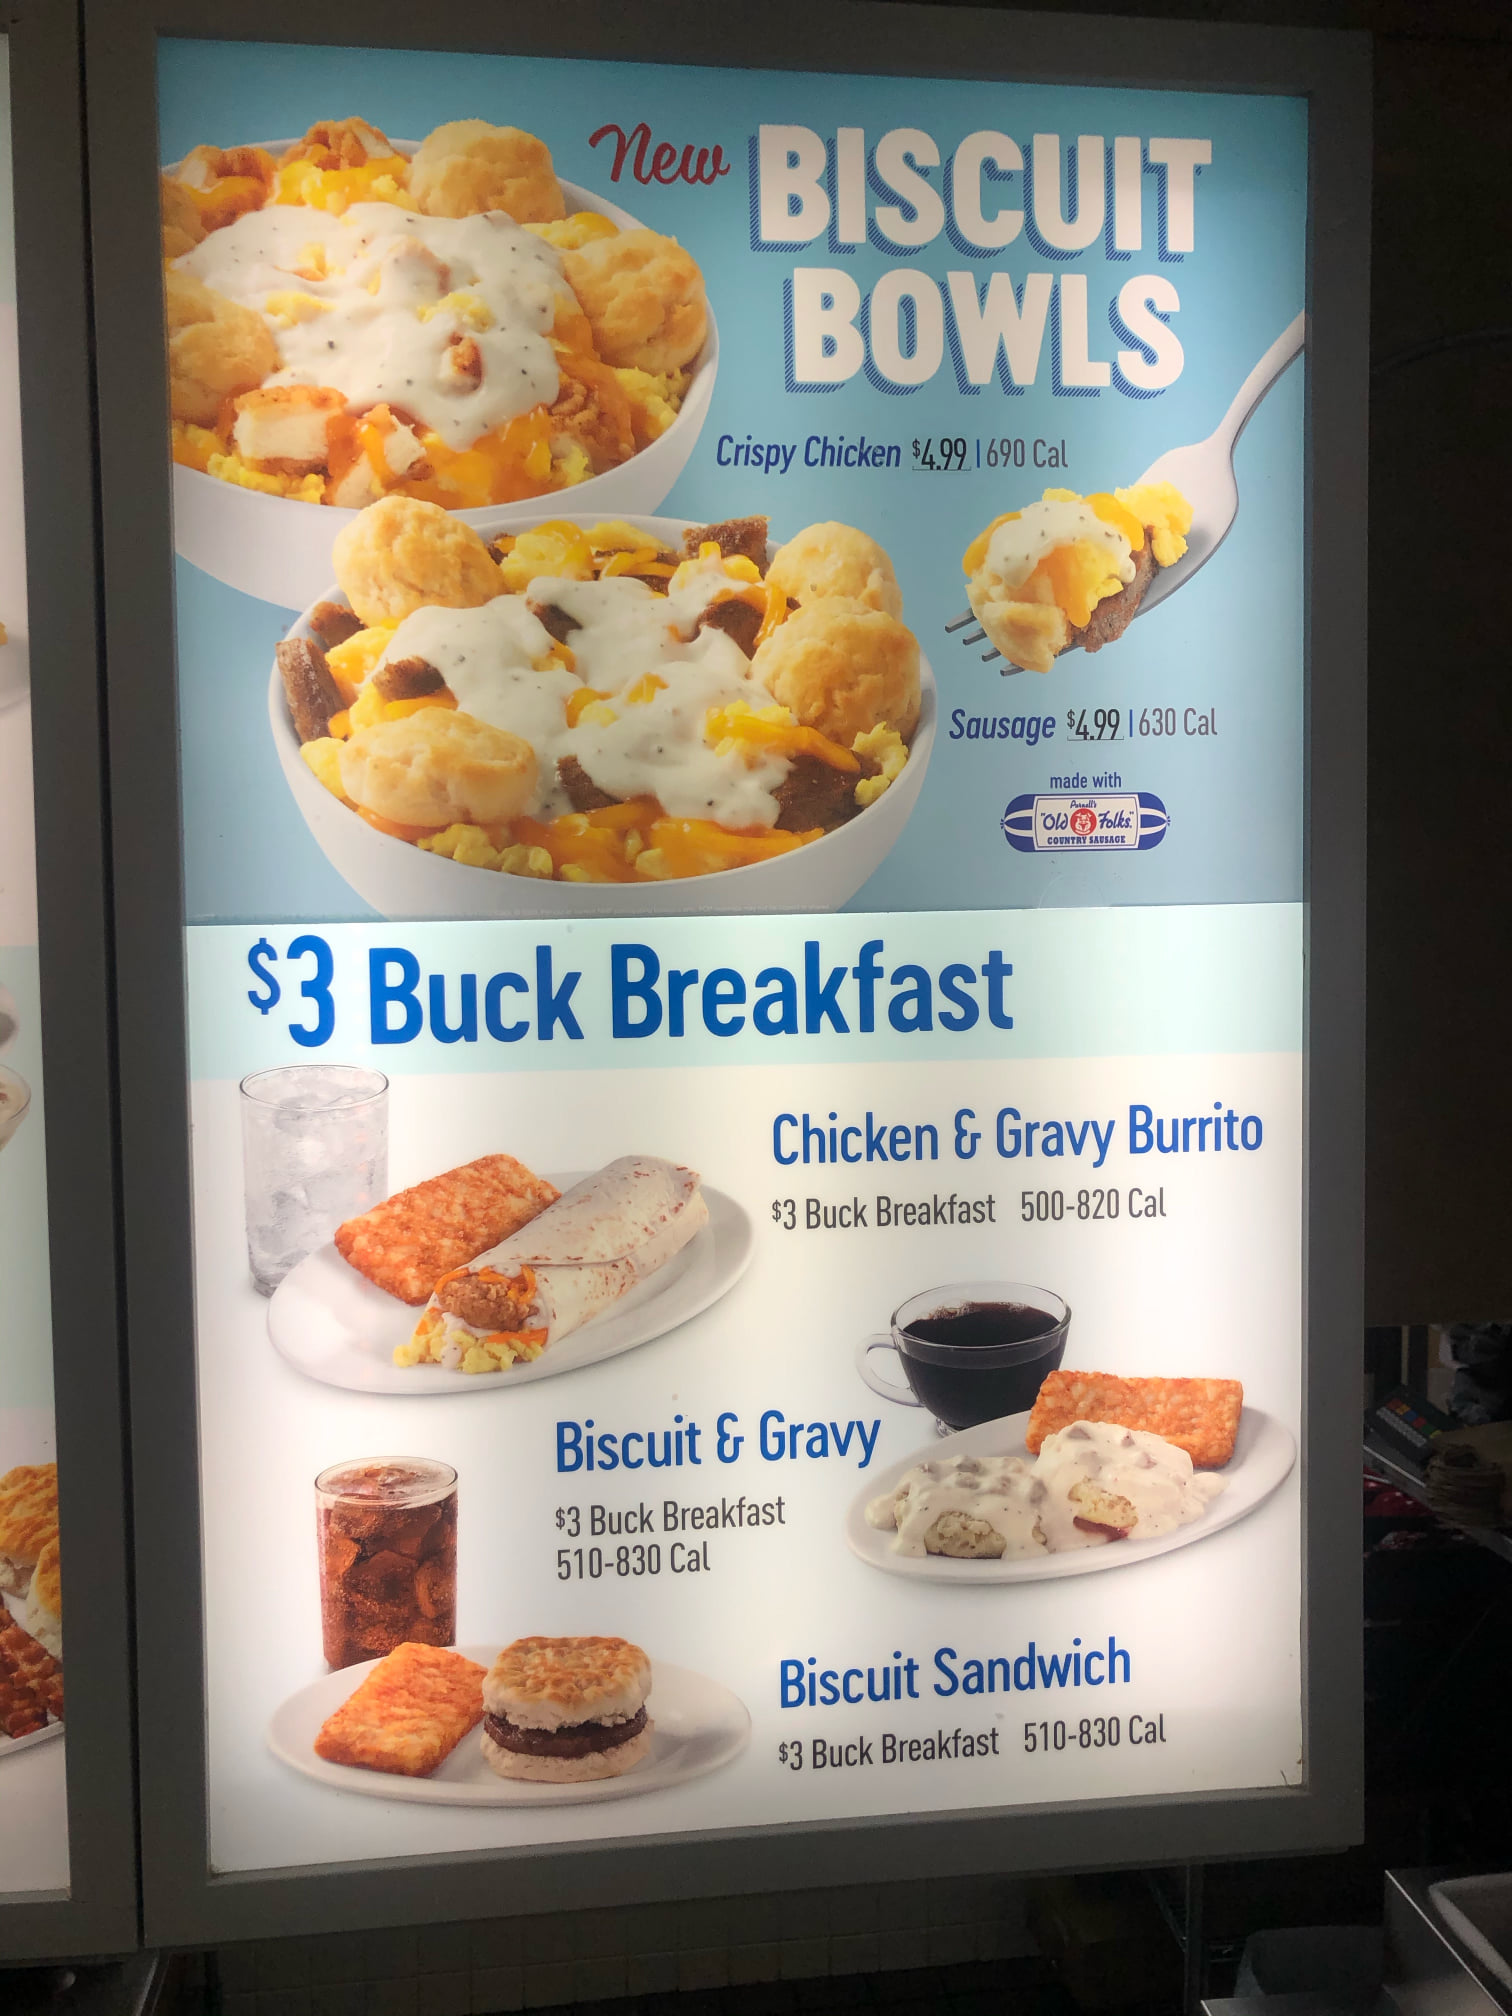 New BISCUIT
BOWLS
Crispy Chicken $4.99 | 690 Cal
Sausage $4.99 | 630 Cal
made with
Purnell's
"Old Folks"
COUNTRY SAUSAGE
$3 Buck Breakfast
Chicken & Gravy Burrito
$3 Buck Breakfast 500-820 Cal
Biscuit & Gravy
$3 Buck Breakfast
510-830 Cal
Biscuit Sandwich
$3 Buck Breakfast 510-830 Cal